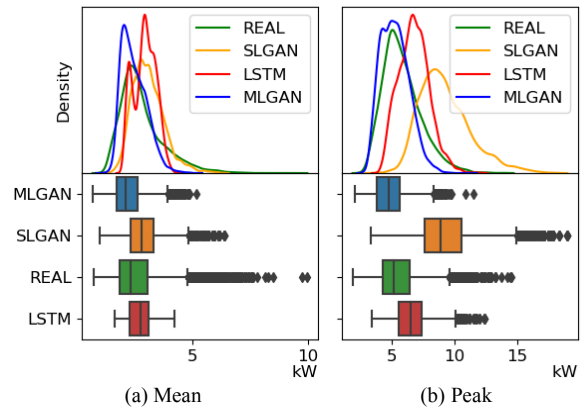 Density
REAL
SLGAN
LSTM
MLGAN
REAL
SLGAN
LSTM
MLGAN
MLGAN
SLGAN
REAL
LSTM
5
10
kW
5
10
15
kW
(a) Mean
(b) Peak